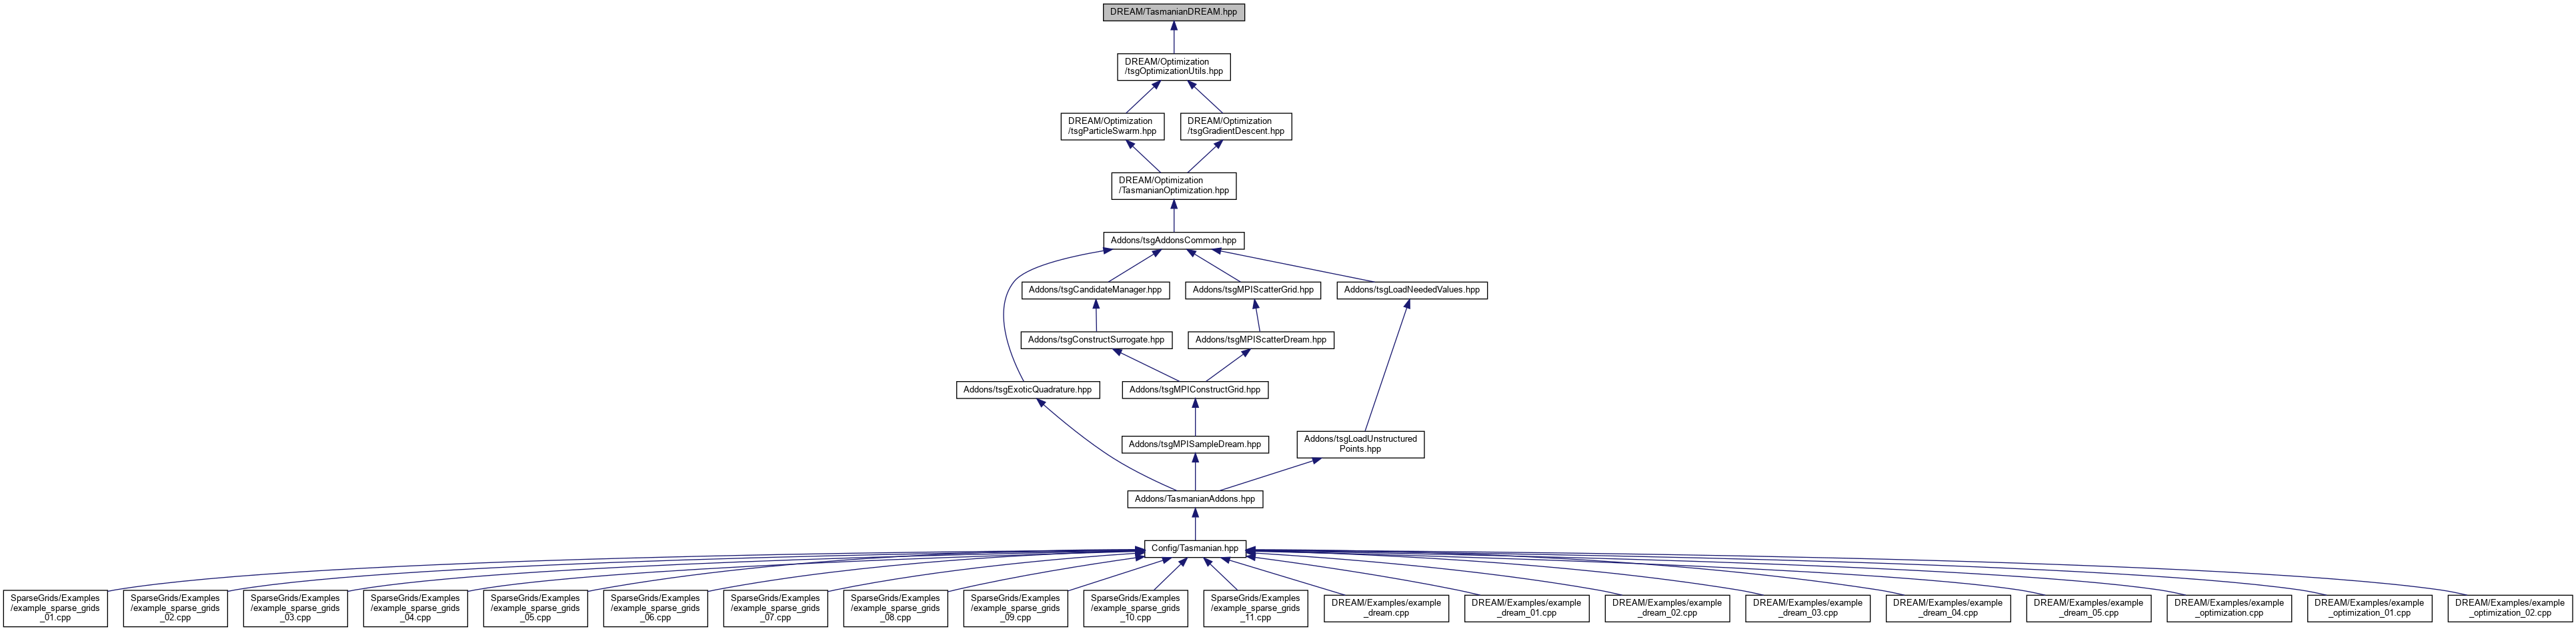 DREAM/TasmanianDREAM.hpp
DREAM/Optimization
/tsgOptimizationUtils.hpp
DREAM/Optimization
/tsgParticleSwarm.hpp
DREAM/Optimization
/tsgGradientDescent.hpp
DREAM/Optimization
/TasmanianOptimization.hpp
Addons/tsgAddonsCommon.hpp
Addons/tsgCandidateManager.hpp
Addons/tsgMPIScatterGrid.hpp
Addons/tsgLoadNeededValues.hpp
Addons/tsgConstructSurrogate.hpp
Addons/tsgMPIScatterDream.hpp
Addons/tsgExoticQuadrature.hpp
Addons/tsgMPIConstructGrid.hpp
Addons/tsgMPISampleDream.hpp
Addons/tsgLoadUnstructured
Points.hpp
Addons/TasmanianAddons.hpp
Config/Tasmanian.hpp
SparseGrids/Examples
/example_sparse_grids
_01.cpp
SparseGrids/Examples
/example_sparse_grids
_02.cpp
SparseGrids/Examples
/example_sparse_grids
_03.cpp
SparseGrids/Examples
/example_sparse_grids
_04.cpp
SparseGrids/Examples
/example_sparse_grids
_05.cpp
SparseGrids/Examples
/example_sparse_grids
_06.cpp
SparseGrids/Examples
/example_sparse_grids
_07.cpp
SparseGrids/Examples
/example_sparse_grids
_08.cpp
SparseGrids/Examples
/example_sparse_grids
_09.cpp
SparseGrids/Examples
/example_sparse_grids
_10.cpp
SparseGrids/Examples
/example_sparse_grids
_11.cpp
DREAM/Examples/example
_dream.cpp
DREAM/Examples/example
_dream_01.cpp
DREAM/Examples/example
_dream_02.cpp
DREAM/Examples/example
_dream_03.cpp
DREAM/Examples/example
_dream_04.cpp
DREAM/Examples/example
_dream_05.cpp
DREAM/Examples/example
_optimization.cpp
DREAM/Examples/example
_optimization_01.cpp
DREAM/Examples/example
_optimization_02.cpp